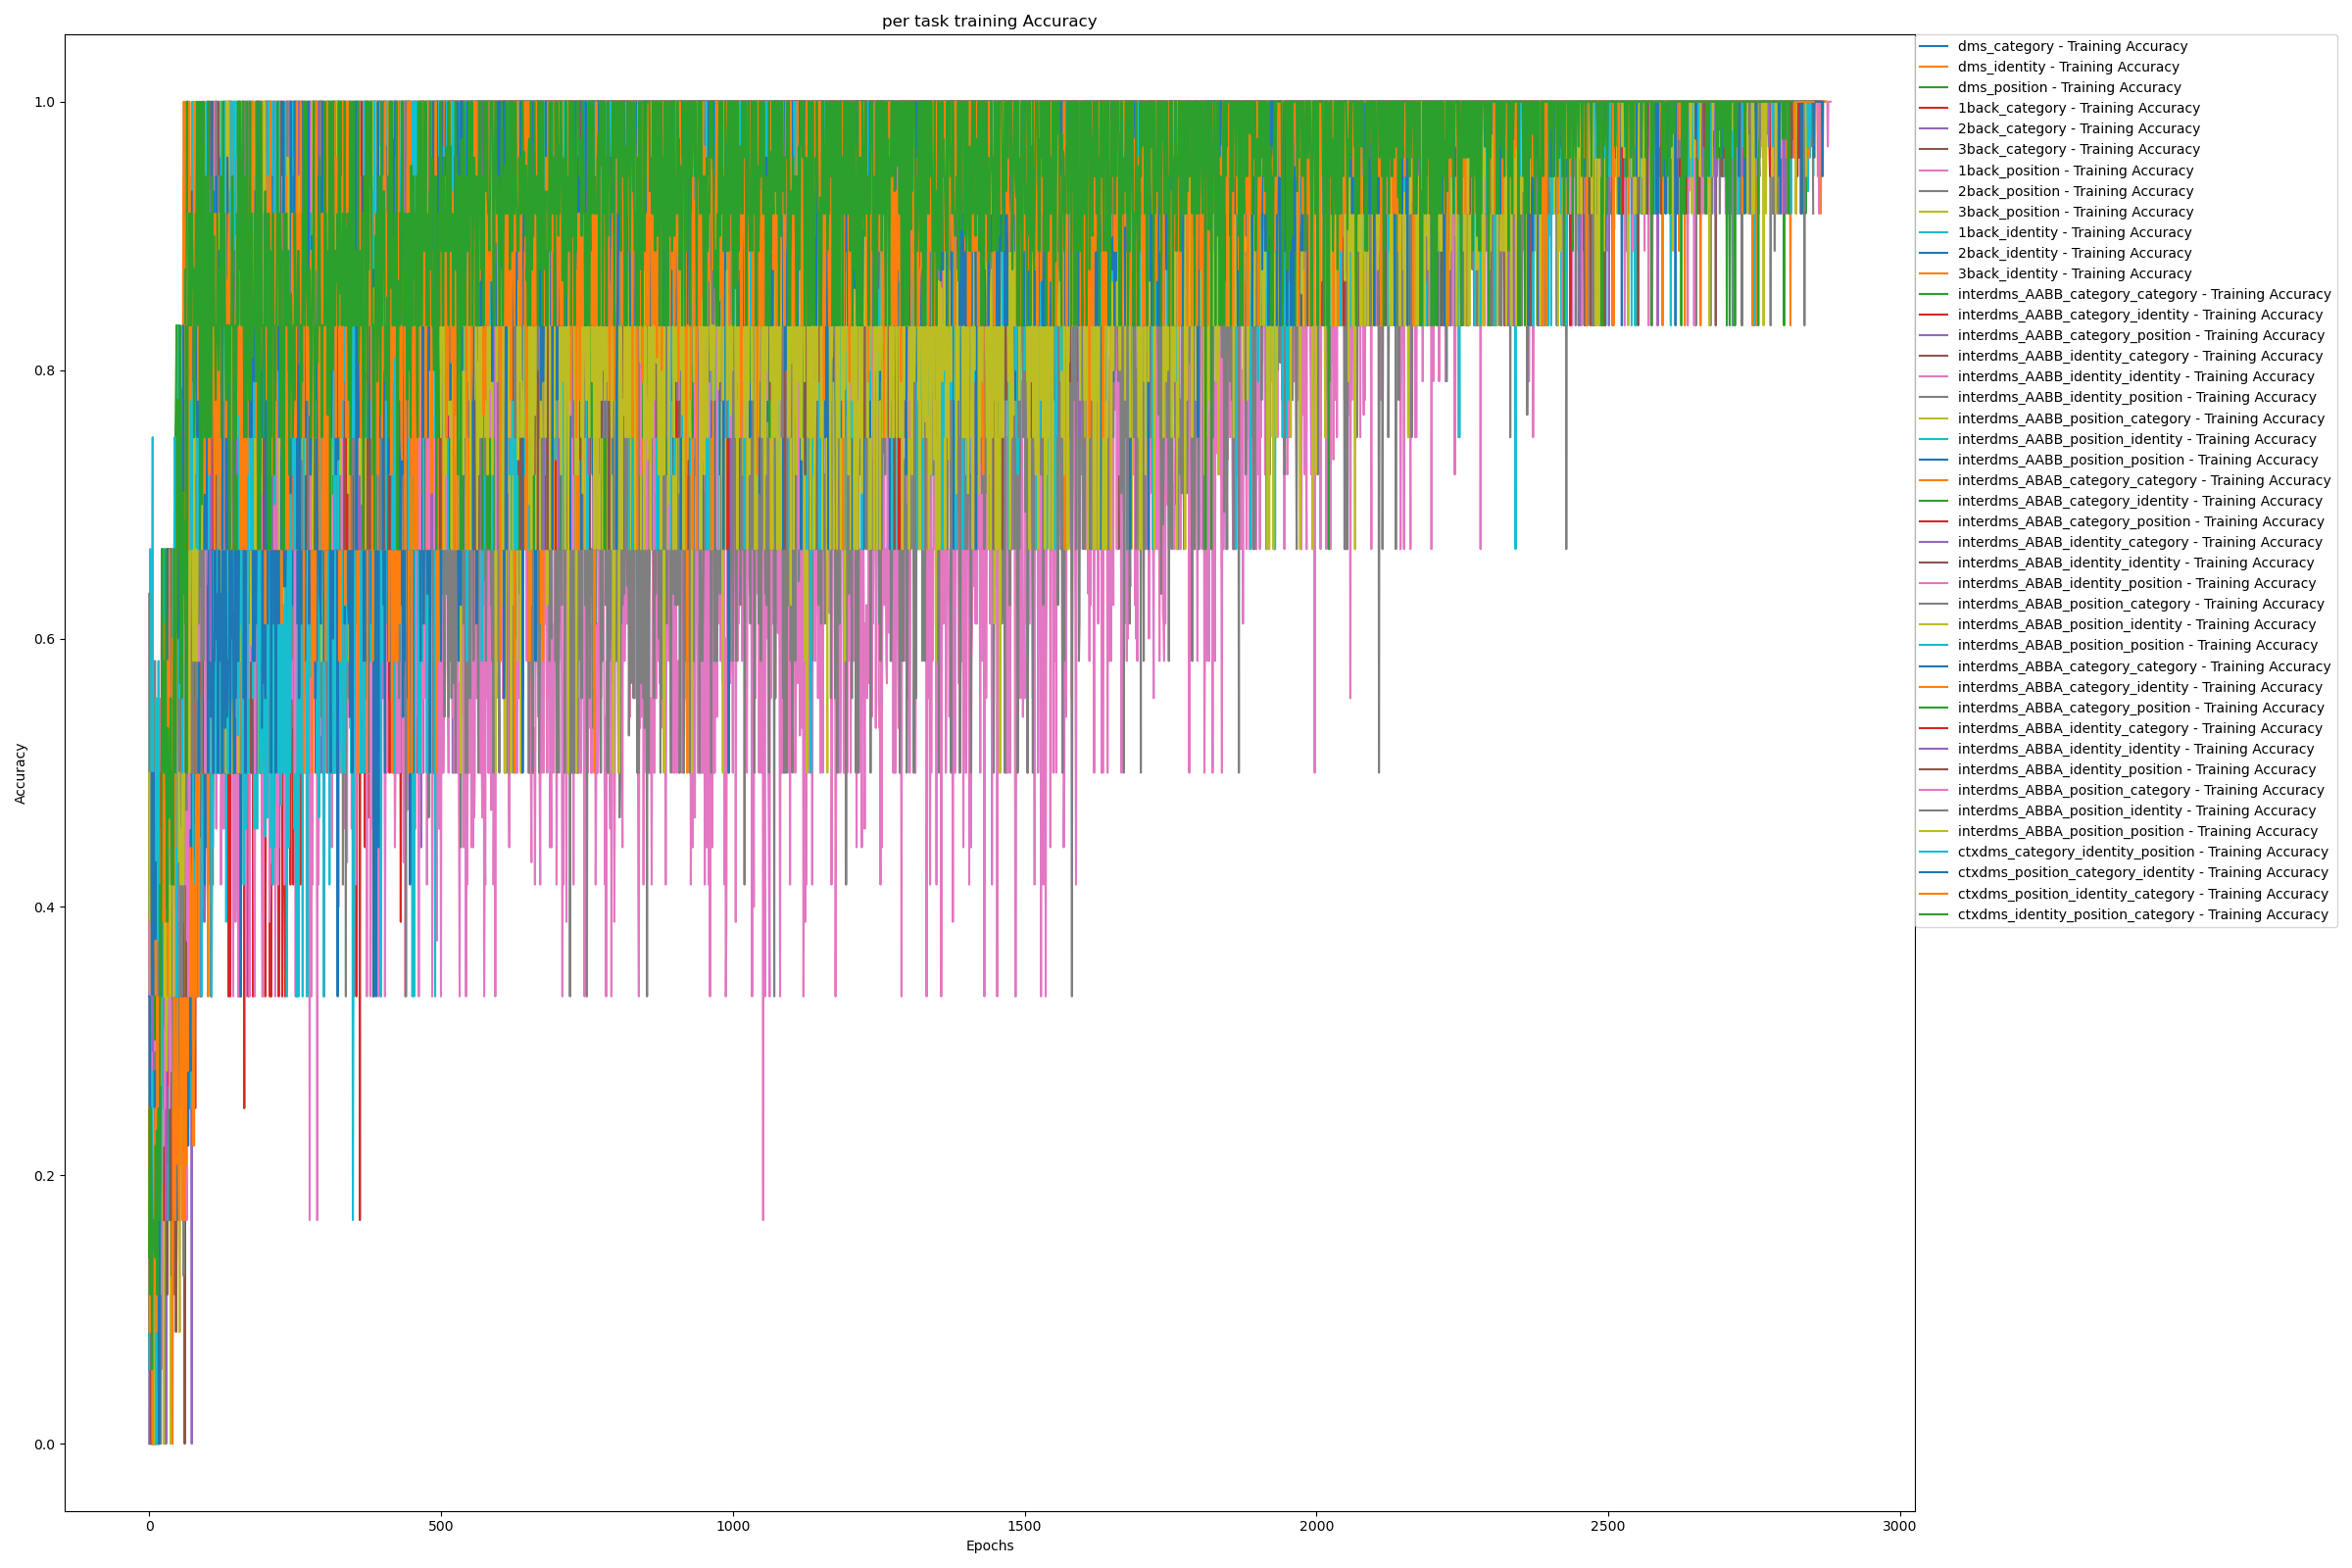 per task training Accuracy
1.0
0.8
0.6
0.4
0.2
0.0
Accuracy
0
500
1000
1500
2000
2500
3000
Epochs
dms_category - Training Accuracy
dms_identity - Training Accuracy
dms_position - Training Accuracy
1back_category - Training Accuracy
2back_category - Training Accuracy
3back_category - Training Accuracy
1back_position - Training Accuracy
2back_position - Training Accuracy
3back_position - Training Accuracy
1back_identity - Training Accuracy
2back_identity - Training Accuracy
3back_identity - Training Accuracy
interdms_AABB_category_category - Training Accuracy
interdms_AABB_category_identity - Training Accuracy
interdms_AABB_category_position - Training Accuracy
interdms_AABB_identity_category - Training Accuracy
interdms_AABB_identity_identity - Training Accuracy
interdms_AABB_identity_position - Training Accuracy
interdms_AABB_position_category - Training Accuracy
interdms_AABB_position_identity - Training Accuracy
interdms_AABB_position_position - Training Accuracy
interdms_ABAB_category_category - Training Accuracy
interdms_ABAB_category_identity - Training Accuracy
interdms_ABAB_category_position - Training Accuracy
interdms_ABAB_identity_category - Training Accuracy
interdms_ABAB_identity_identity - Training Accuracy
interdms_ABAB_identity_position - Training Accuracy
interdms_ABAB_position_category - Training Accuracy
interdms_ABAB_position_identity - Training Accuracy
interdms_ABAB_position_position - Training Accuracy
interdms_ABBA_category_category - Training Accuracy
interdms_ABBA_category_identity - Training Accuracy
interdms_ABBA_category_position - Training Accuracy
interdms_ABBA_identity_category - Training Accuracy
interdms_ABBA_identity_identity - Training Accuracy
interdms_ABBA_identity_position - Training Accuracy
interdms_ABBA_position_category - Training Accuracy
interdms_ABBA_position_identity - Training Accuracy
interdms_ABBA_position_position - Training Accuracy
ctxdms_category_identity_position - Training Accuracy
ctxdms_position_category_identity - Training Accuracy
ctxdms_position_identity_category - Training Accuracy
ctxdms_identity_position_category - Training Accuracy